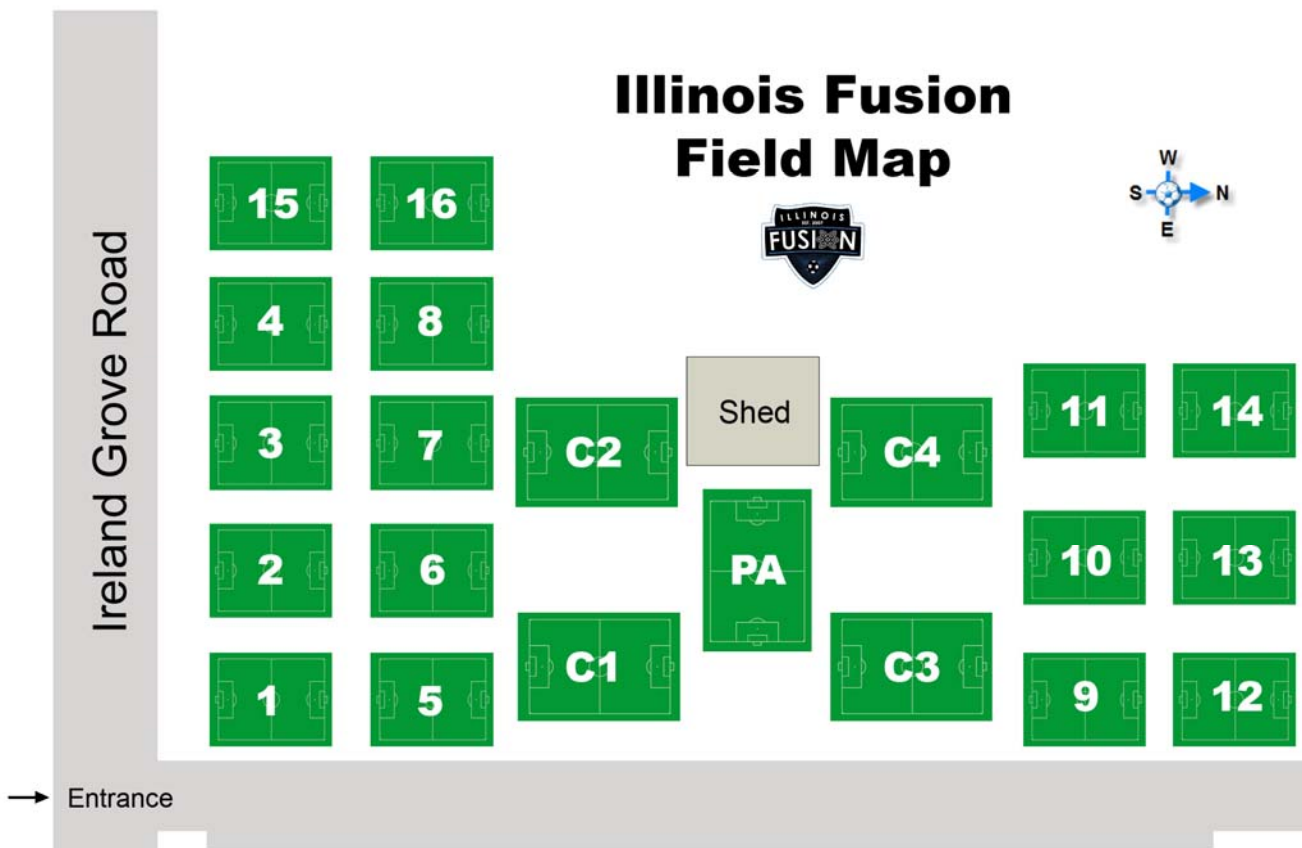 Illinois Fusion
Field Map
W
S N
E
ILLINOIS
EST. 2007
FUSION
Ireland Grove Road
15 16
4 8
3 7
2 6
1 5
C2
C1
Shed
PA
C4
C3
11 14
10 13
9 12
Entrance